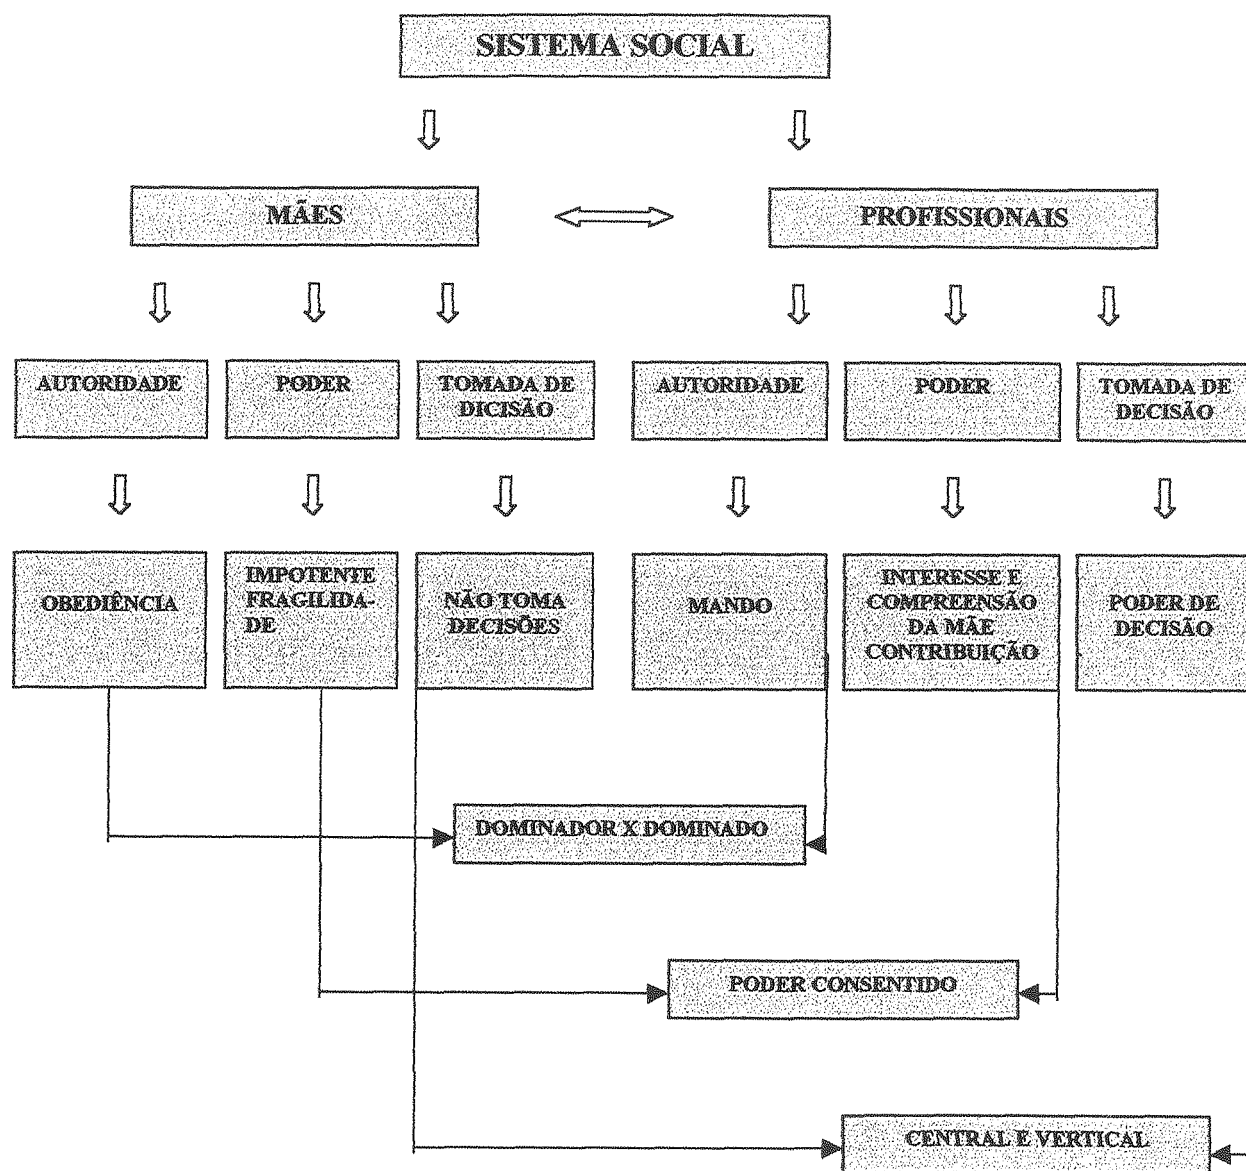 SISTEMA SOCIAL
MÃES
PROFISSIONAIS
AUTORIDADE
PODER
TOMADA DE
DICISÃO
AUTORIDADE
PODER
TOMADA DE
DECISÃO
OBEDIÊNCIA
IMPOTENTE
FRAGILIDA-
DE
NÃO TOMA
DECISÕES
MANDO
INTERESSE E
COMPREENSÃO
DA MÃE
CONTRIBUIÇÃO
PODER DE
DECISÃO
DOMINADOR X DOMINADO
PODER CONSENTIDO
CENTRAL E VERTICAL